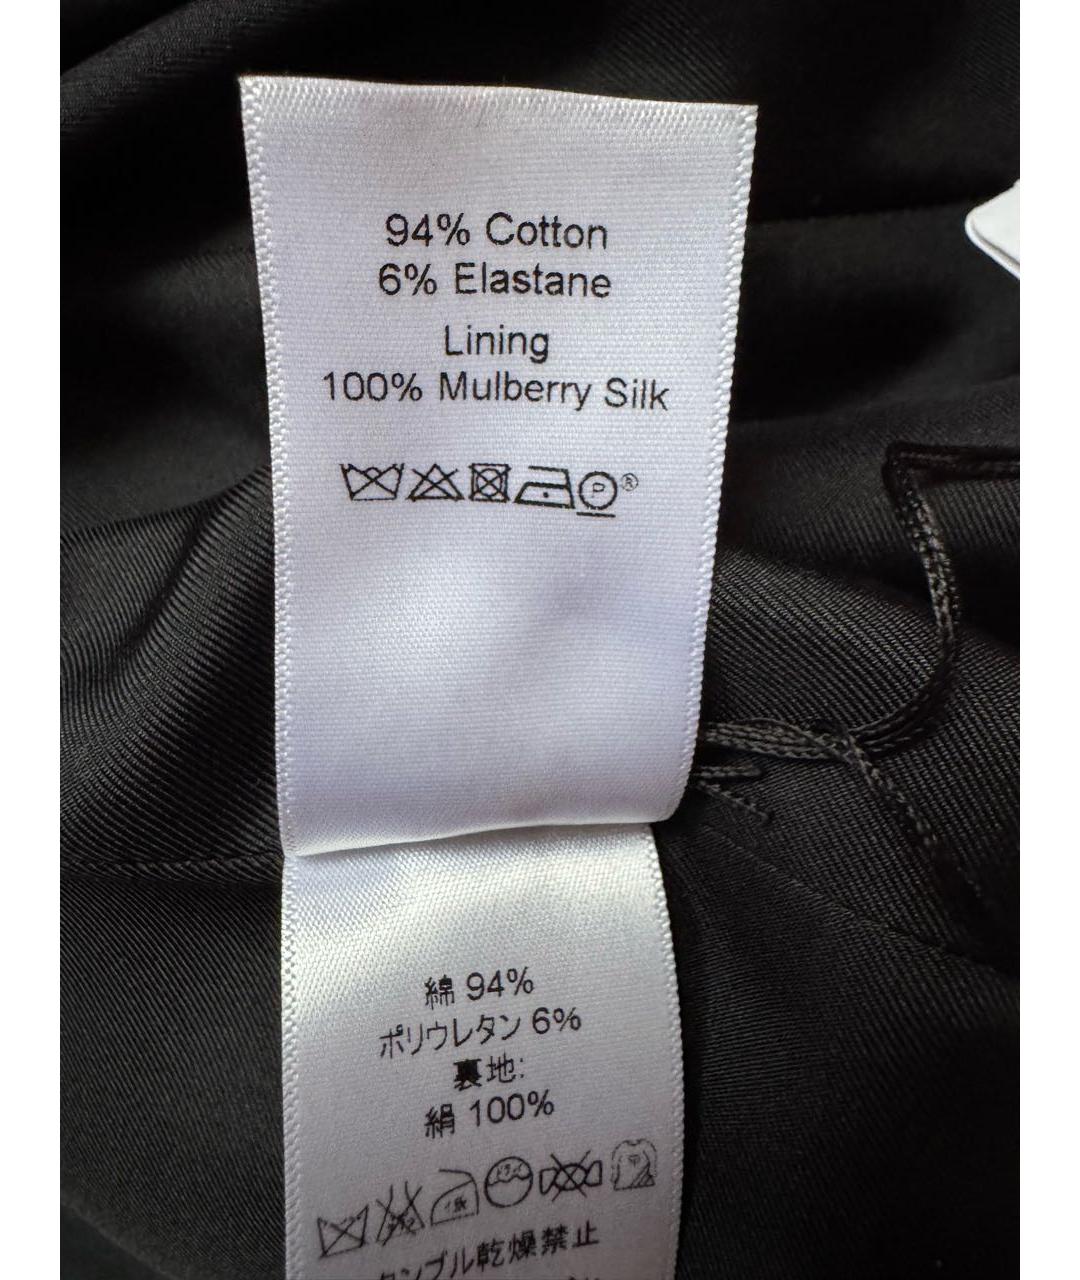 94% Cotton
6% Elastane
Lining
100% Mulberry Silk
P ®
綿 94%
ポリウレタン 6%
裏地:
絹 100%
タンブル乾燥禁止